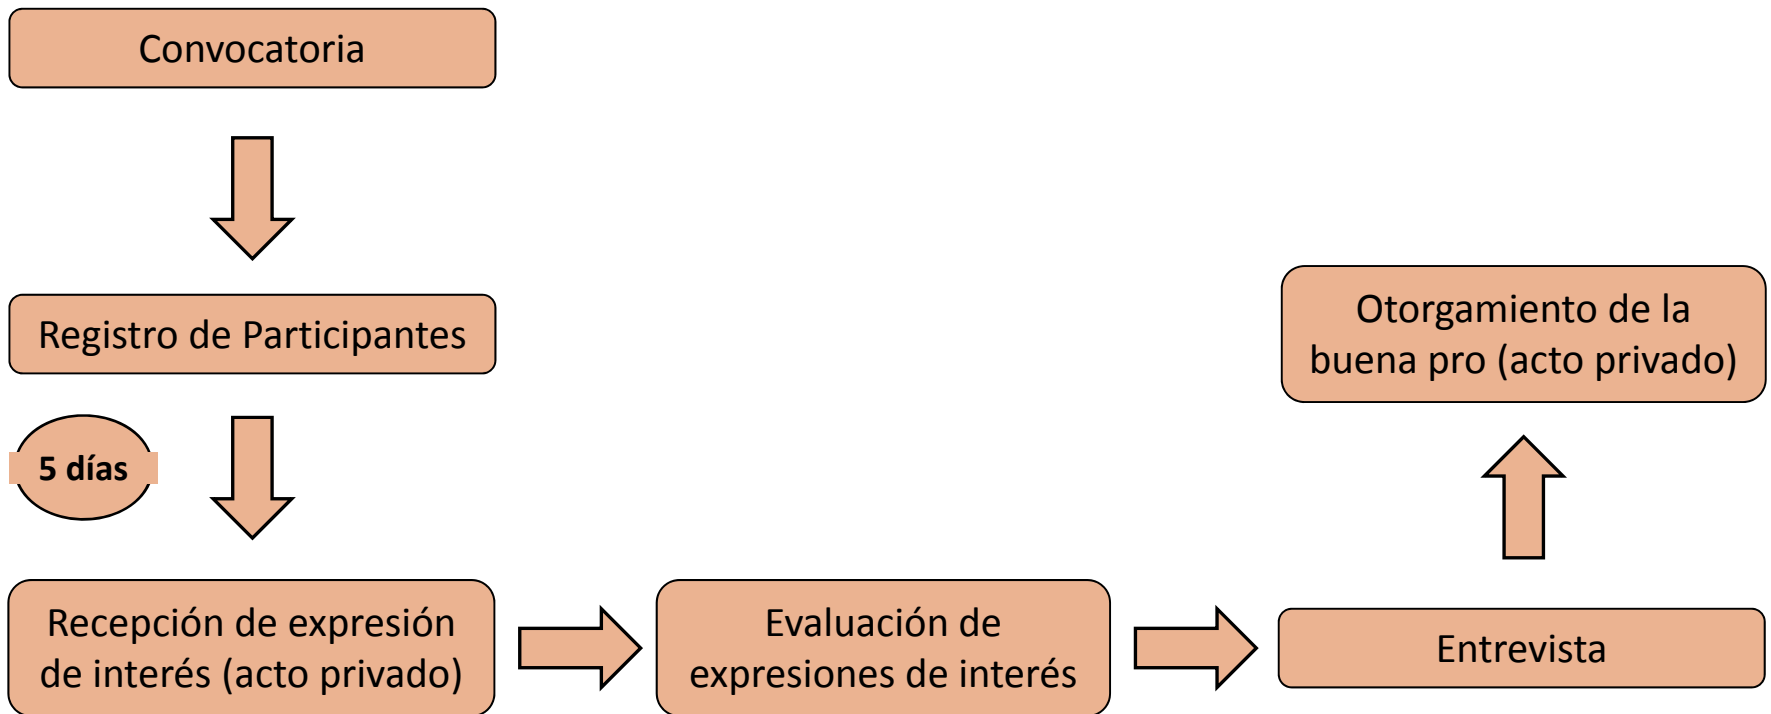 Convocatoria
Registro de Participantes
5 días
Recepción de expresión
de interés (acto privado)
Evaluación de
expresiones de interés
Entrevista
Otorgamiento de la
buena pro (acto privado)